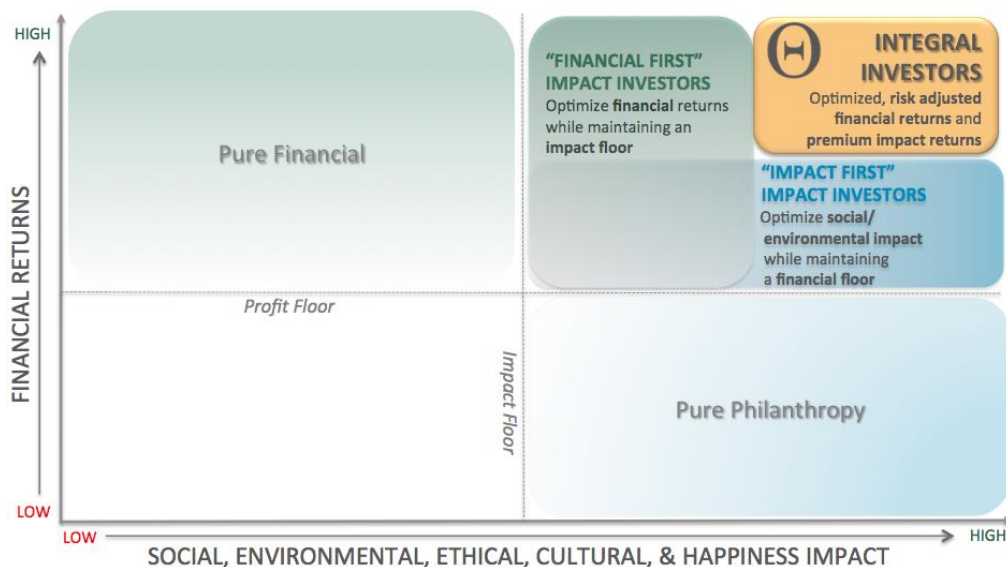 HIGH
FINANCIAL RETURNS
LOW
Pure Financial
"FINANCIAL FIRST"
IMPACT INVESTORS
Optimize financial returns
while maintaining an
impact floor
Θ
INTEGRAL
INVESTORS
Optimized, risk adjusted
financial returns and
premium impact returns
"IMPACT FIRST"
IMPACT INVESTORS
Optimize social/
environmental impact
while maintaining
a financial floor
Profit Floor
Impact Floor
Pure Philanthropy
LOW
HIGH
SOCIAL, ENVIRONMENTAL, ETHICAL, CULTURAL, & HAPPINESS IMPACT